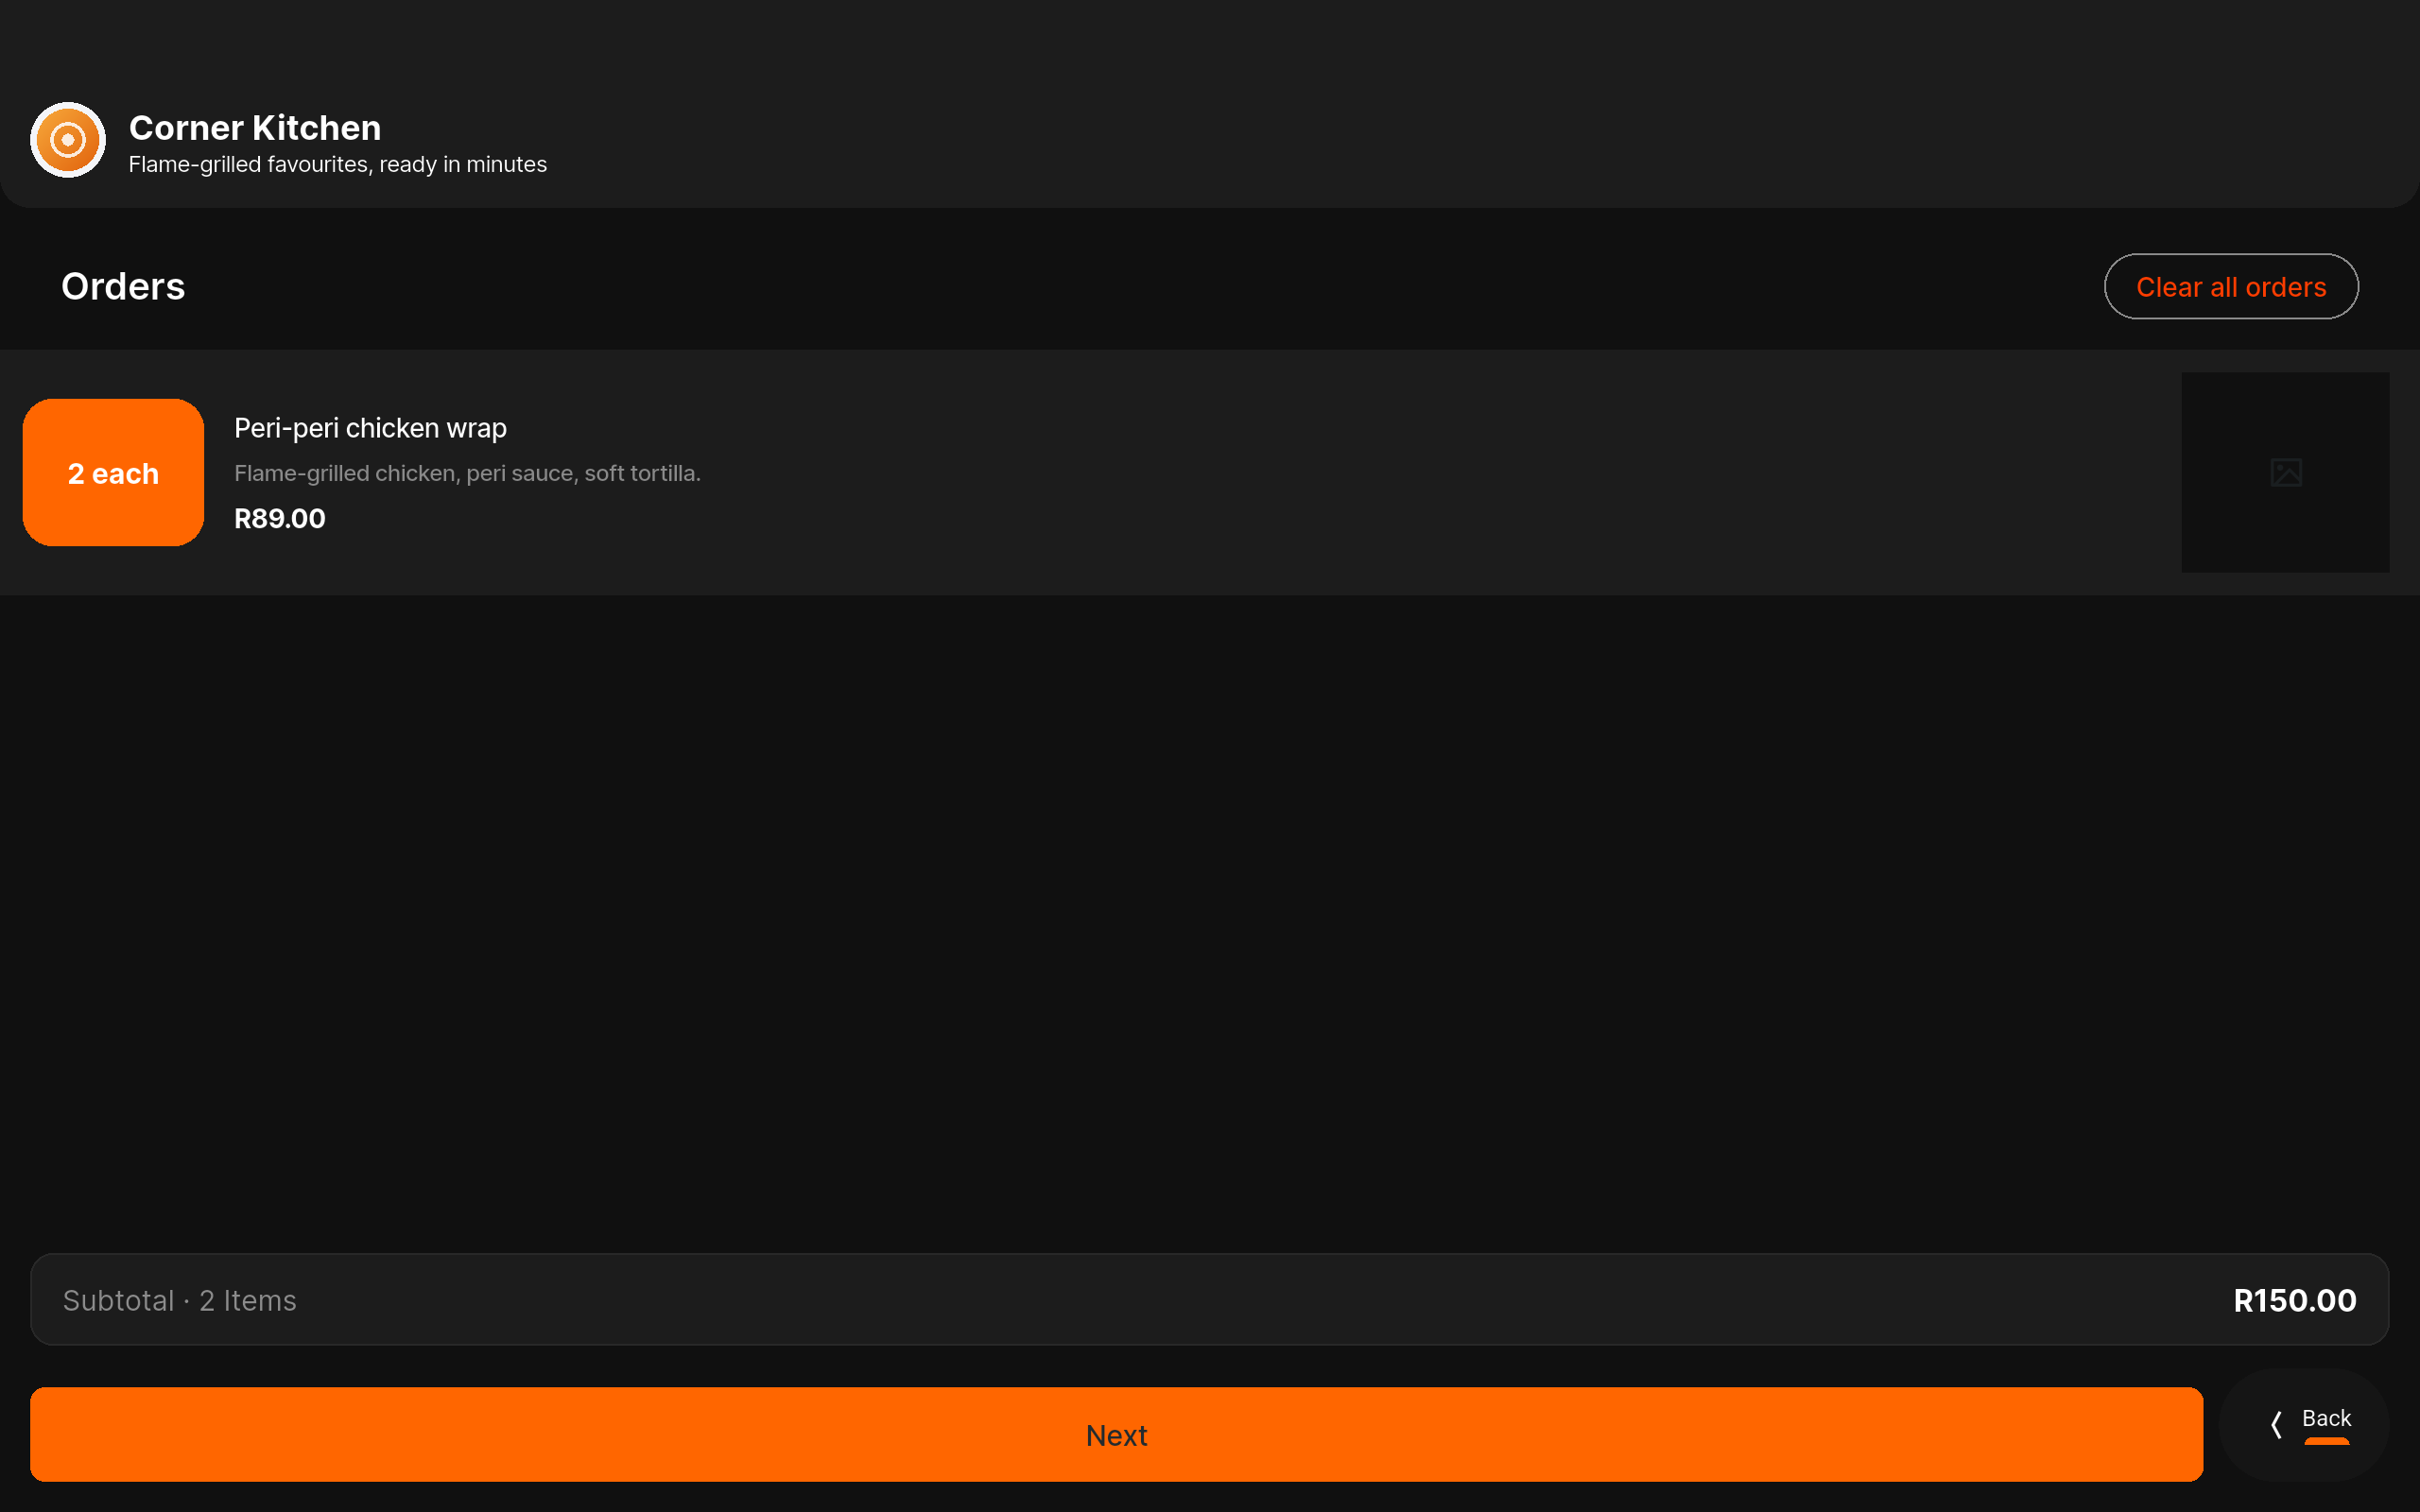 Corner Kitchen
Flame-grilled favourites, ready in minutes
Orders
Clear all orders
2 each
Peri-peri chicken wrap
Flame-grilled chicken, peri sauce, soft tortilla.
R89.00
Subtotal · 2 Items
R150.00
Next
Back